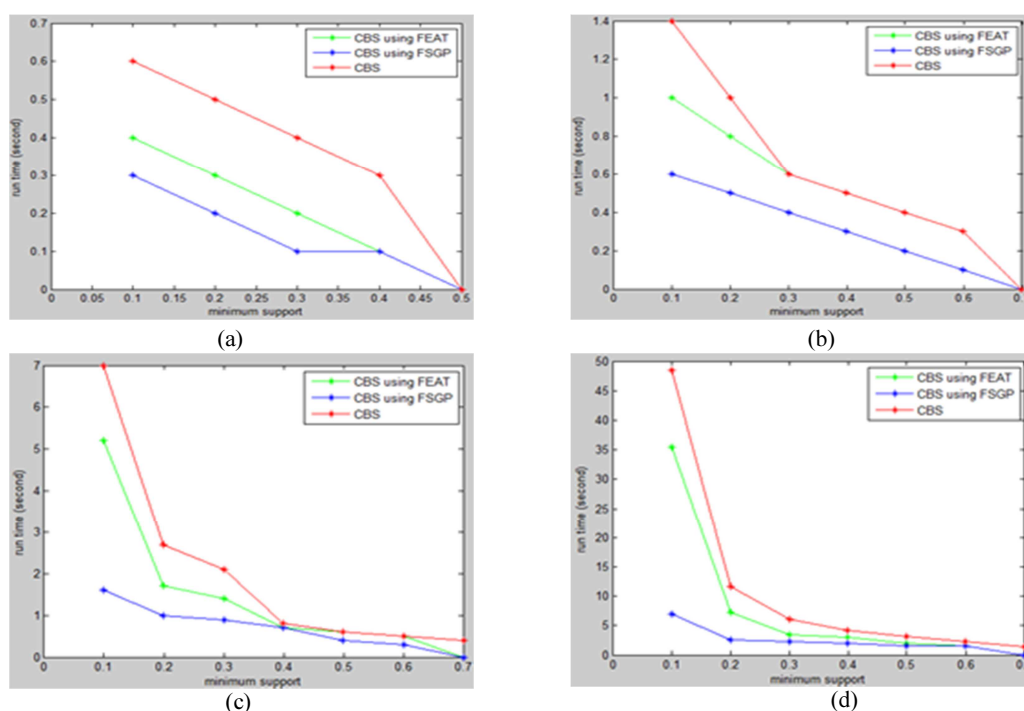 0.7
0.6
0.5
0.4
0.3
0.2
0.1
0
run time (second)
CBS using FEAT
CBS using FSGP
CBS
0 0.05 0.1 0.15 0.2 0.25 0.3 0.35 0.4 0.45 0.5
minimum support
(a)
1.4
1.2
1
0.8
0.6
0.4
0.2
0
run time (second)
CBS using FEAT
CBS using FSGP
CBS
0 0.1 0.2 0.3 0.4 0.5 0.6
minimum support
(b)
7
6
5
4
3
2
1
0
run time (second)
CBS using FEAT
CBS using FSGP
CBS
0 0.1 0.2 0.3 0.4 0.5 0.6 0.7
minimum support
(c)
50
45
40
35
30
25
20
15
10
5
0
run time (second)
CBS using FEAT
CBS using FSGP
CBS
0 0.1 0.2 0.3 0.4 0.5 0.6
minimum support
(d)